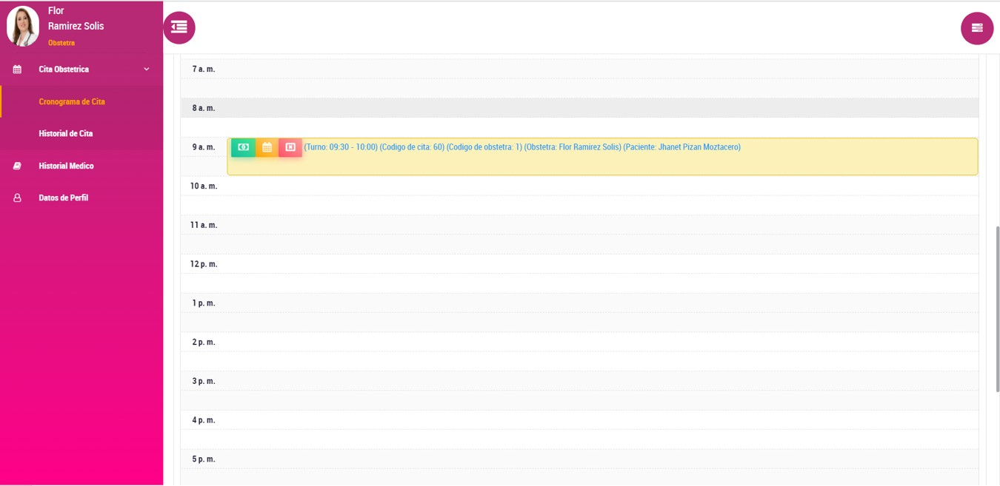 Flor
Ramirez Solis
Obstetra
Cita Obstetrica
Cronograma de Cita
Historial de Cita
Historial Medico
Datos de Perfil
7 a. m.
8 a. m.
9 a. m.
(Turno: 09:30 - 10:00) (Codigo de cita: 60) (Codigo de obstetra: 1) (Obstetra: Flor Ramirez Solis) (Paciente: Jhanet Pizan Moztacero)
10 a. m.
11 a. m.
12 p. m.
1 p. m.
2 p. m.
3 p. m.
4 p. m.
5 p. m.